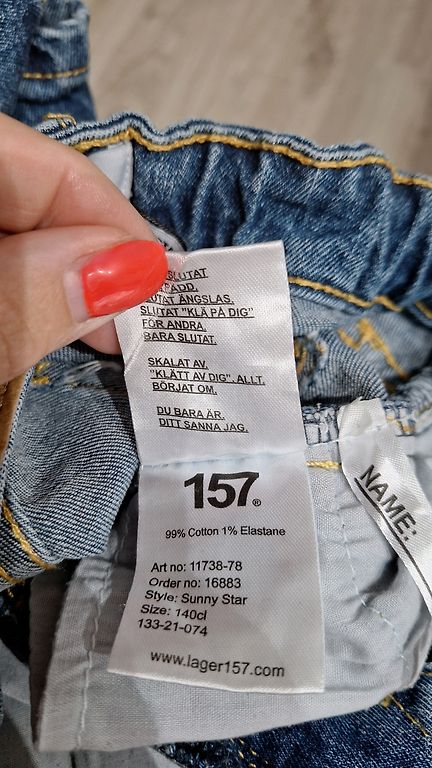 SLUTAT
RÄDD.
SLUTAT ÄNGSLAS.
SLUTAT "KLÄ PÅ DIG"
FÖR ANDRA.
BARA SLUTAT.
SKALAT AV.
"KLÄTT AV DIG". ALLT.
BÖRJAT OM.
DU BARA ÄR.
DITT SANNA JAG.
157®
99% Cotton 1% Elastane
Art no: 11738-78
Order no: 16883
Style: Sunny Star
Size: 140cl
133-21-074
www.lager157.com
NAME: